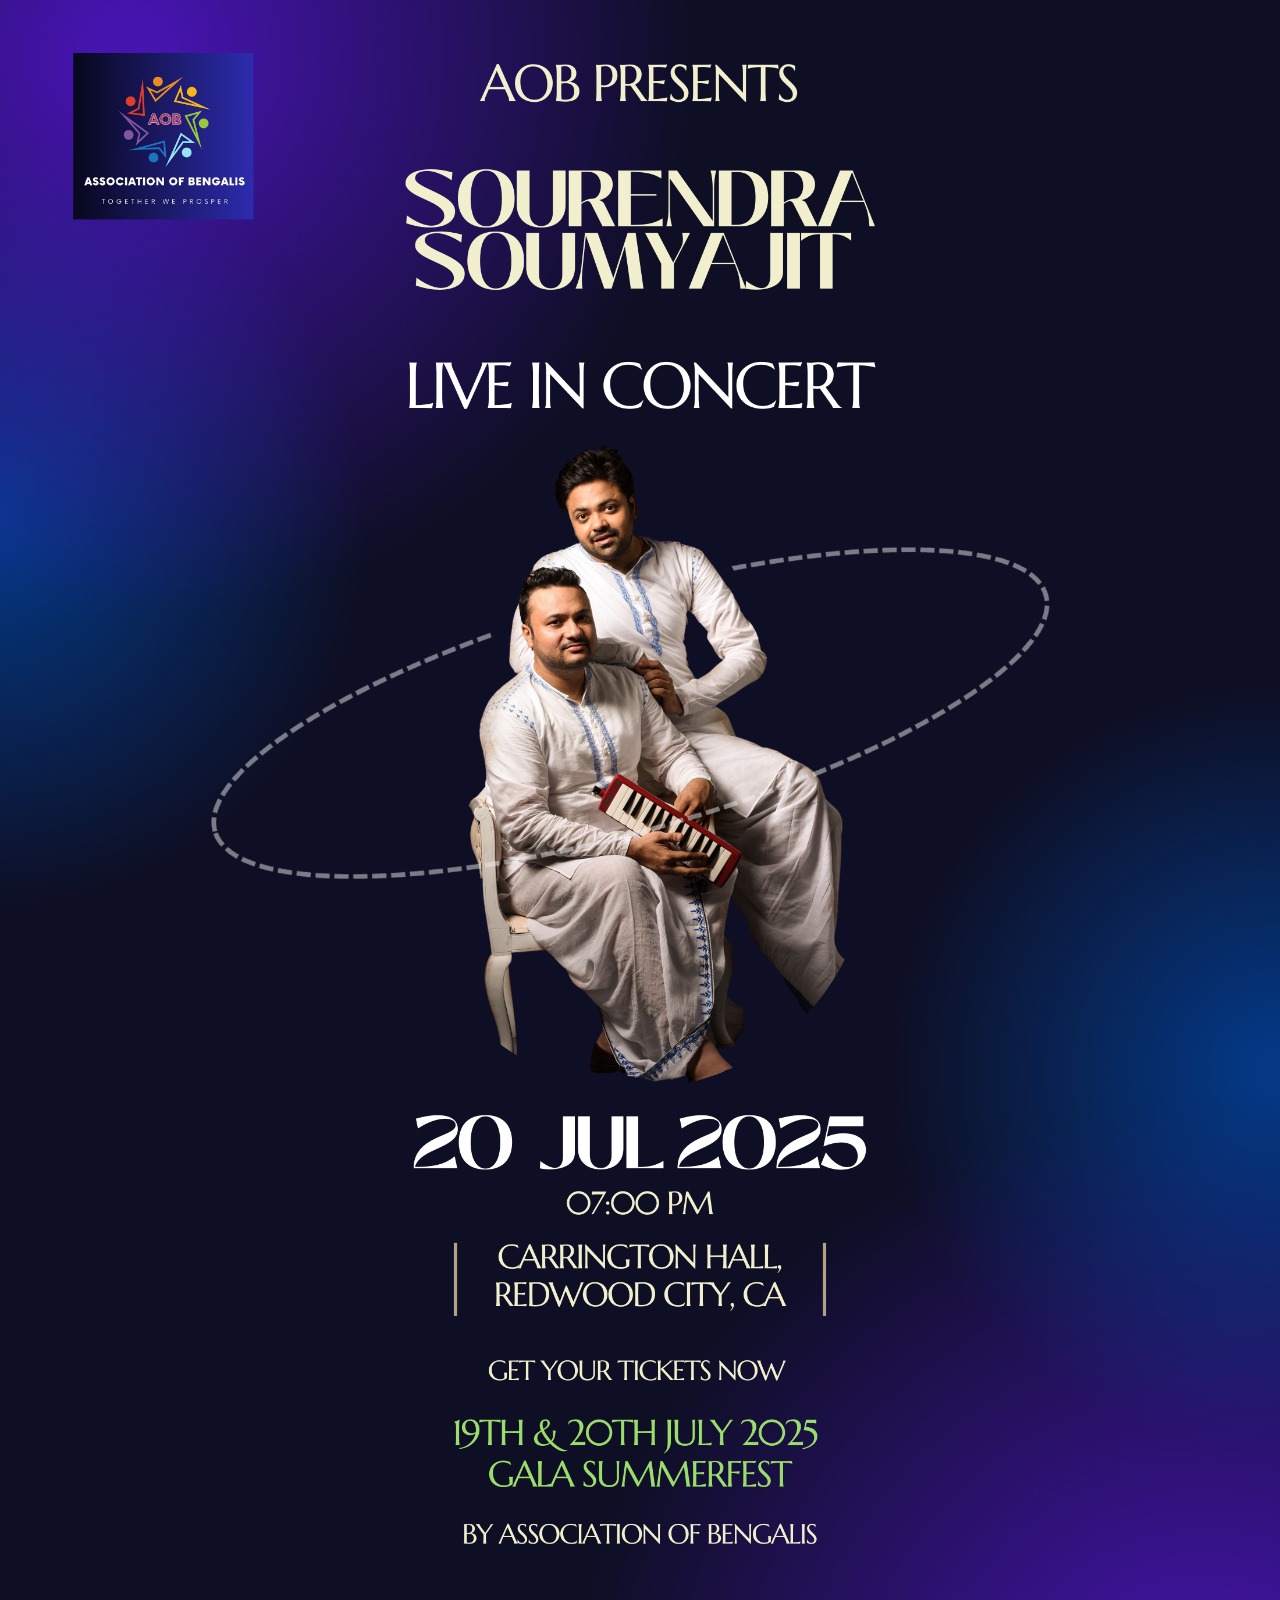 AOB
ASSOCIATION OF BENGALIS
TOGETHER WE PROSPER
AOB PRESENTS
SOURENDRA
SOUMYAJIT
LIVE IN CONCERT
20 JUL 2025
07:00 PM
CARRINGTON HALL,
REDWOOD CITY, CA
GET YOUR TICKETS NOW
19TH & 20TH JULY 2025
GALA SUMMERFEST
BY ASSOCIATION OF BENGALIS